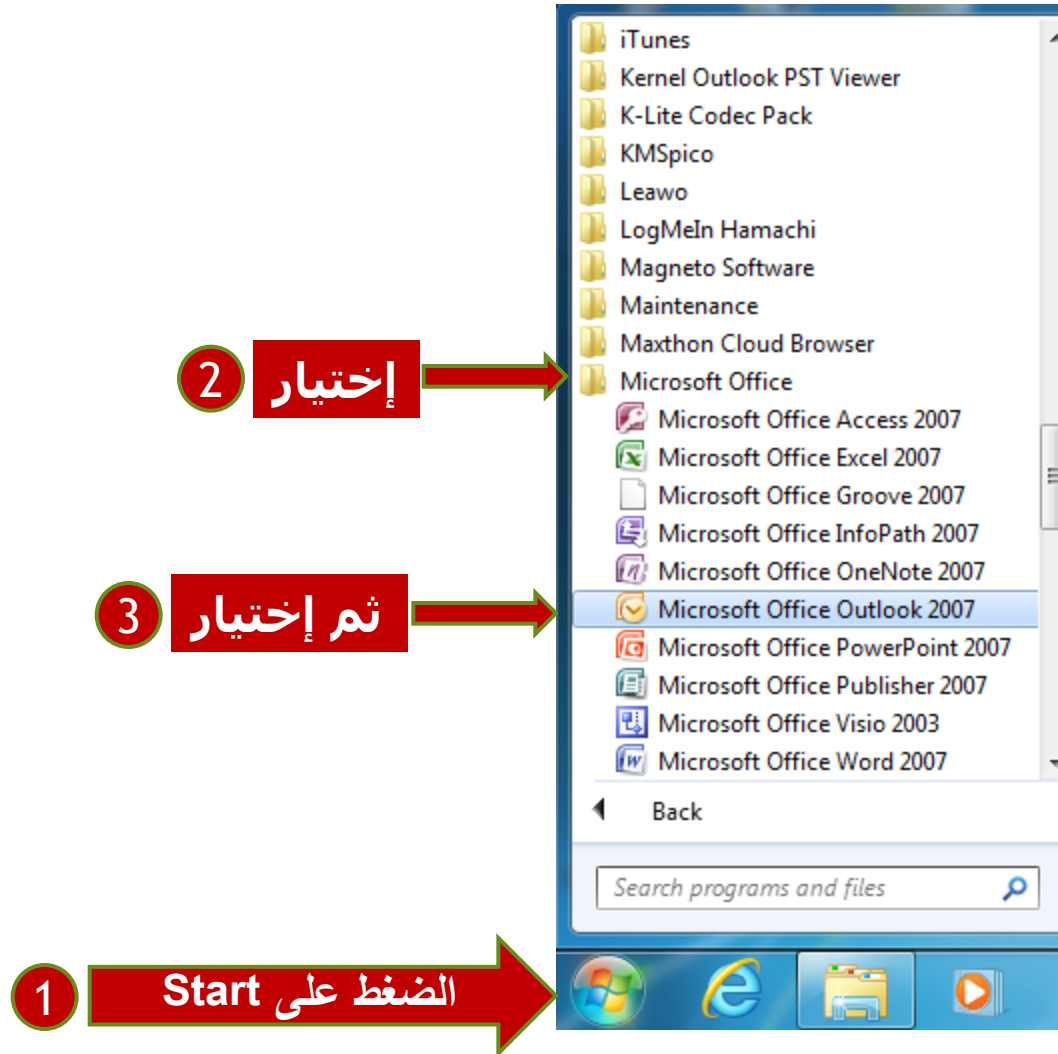 iTunes
Kernel Outlook PST Viewer
K-Lite Codec Pack
KMSpico
Leawo
LogMeIn Hamachi
Magneto Software
Maintenance
Maxthon Cloud Browser
2 إختيار
Microsoft Office
Microsoft Office Access 2007
Microsoft Office Excel 2007
Microsoft Office Groove 2007
Microsoft Office InfoPath 2007
Microsoft Office OneNote 2007
3 ثم إختيار
Microsoft Office Outlook 2007
Microsoft Office PowerPoint 2007
Microsoft Office Publisher 2007
Microsoft Office Visio 2003
Microsoft Office Word 2007
Back
Search programs and files
1 الضغط على Start